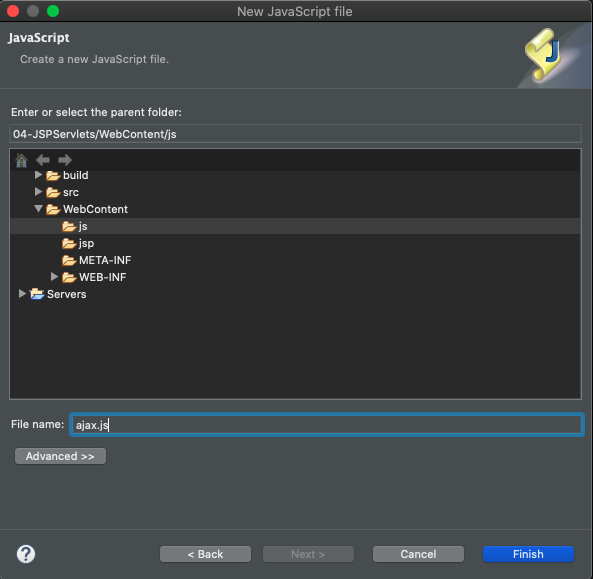 New JavaScript file
JavaScript
Create a new JavaScript file.
Enter or select the parent folder:
04-JSPServlets/WebContent/js
build
src
WebContent
js
jsp
META-INF
WEB-INF
Servers
File name: ajax.js
Advanced >>
? < Back Next > Cancel Finish